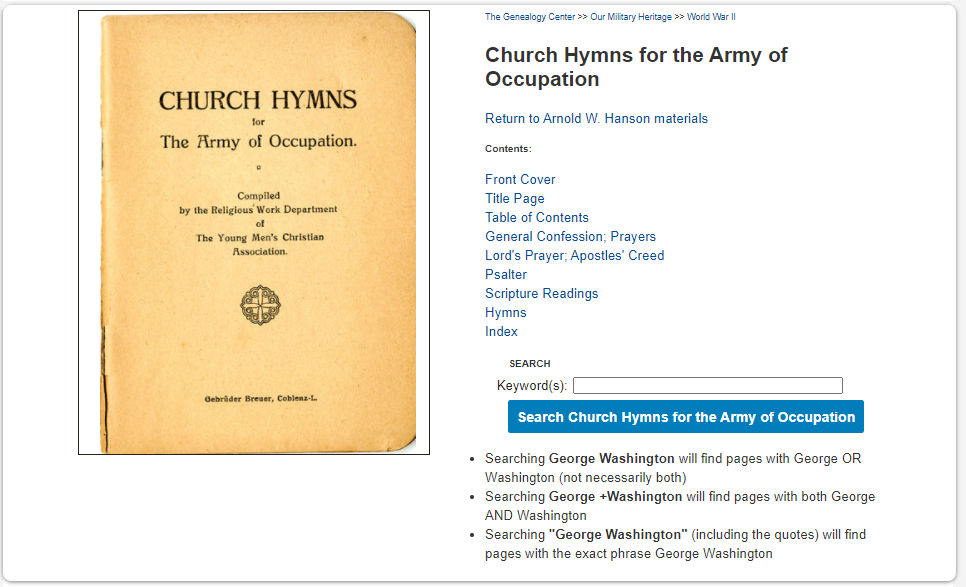 CHURCH HYMNS
for
The Army of Occupation.
Compiled
by the Religious Work Department
of
The Young Men's Christian
Association.
Gebrüder Breuer, Coblenz-L.
The Genealogy Center >> Our Military Heritage >> World War II
Church Hymns for the Army of
Occupation
Return to Arnold W. Hanson materials
Contents:
Front Cover
Title Page
Table of Contents
General Confession; Prayers
Lord's Prayer; Apostles' Creed
Psalter
Scripture Readings
Hymns
Index
SEARCH
Keyword(s):
Search Church Hymns for the Army of Occupation
• Searching George Washington will find pages with George OR
Washington (not necessarily both)
• Searching George +Washington will find pages with both George
AND Washington
• Searching "George Washington" (including the quotes) will find
pages with the exact phrase George Washington